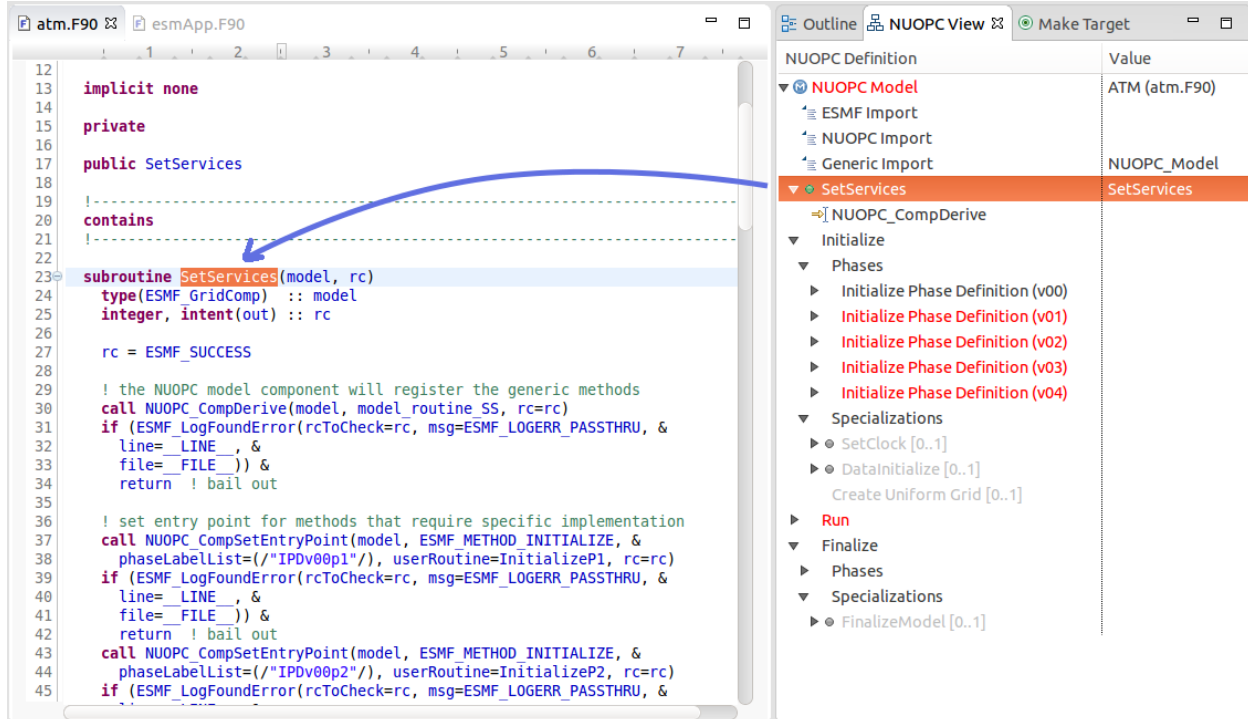 atm.F90
esmApp.F90
1 2 3 4 5 6 7
12
13 implicit none
14
15 private
16
17 public SetServices
18
19 !------------------------------------------------------------------------
20 contains
21 !------------------------------------------------------------------------
22
23 subroutine SetServices(model, rc)
24 type(ESMF_GridComp) :: model
25 integer, intent(out) :: rc
26
27 rc = ESMF_SUCCESS
28
29 ! the NUOPC model component will register the generic methods
30 call NUOPC_CompDerive(model, model_routine_SS, rc=rc)
31 if (ESMF_LogFoundError(rcToCheck=rc, msg=ESMF_LOGERR_PASSTHRU, &
32 line=__LINE__, &
33 file=__FILE__)) &
34 return ! bail out
35
36 ! set entry point for methods that require specific implementation
37 call NUOPC_CompSetEntryPoint(model, ESMF_METHOD_INITIALIZE, &
38 phaseLabelList=(/"IPDv00p1"/), userRoutine=InitializeP1, rc=rc)
39 if (ESMF_LogFoundError(rcToCheck=rc, msg=ESMF_LOGERR_PASSTHRU, &
40 line=__LINE__, &
41 file=__FILE__)) &
42 return ! bail out
43 call NUOPC_CompSetEntryPoint(model, ESMF_METHOD_INITIALIZE, &
44 phaseLabelList=(/"IPDv00p2"/), userRoutine=InitializeP2, rc=rc)
45 if (ESMF_LogFoundError(rcToCheck=rc, msg=ESMF_LOGERR_PASSTHRU, &
Outline NUOPC View Make Target
NUOPC Definition Value
NUOPC Model ATM (atm.F90)
ESMF Import
NUOPC Import
Generic Import NUOPC_Model
SetServices SetServices
NUOPC_CompDerive
Initialize
Phases
Initialize Phase Definition (v00)
Initialize Phase Definition (v01)
Initialize Phase Definition (v02)
Initialize Phase Definition (v03)
Initialize Phase Definition (v04)
Specializations
SetClock [0..1]
DataInitialize [0..1]
Create Uniform Grid [0..1]
Run
Finalize
Phases
Specializations
FinalizeModel [0..1]